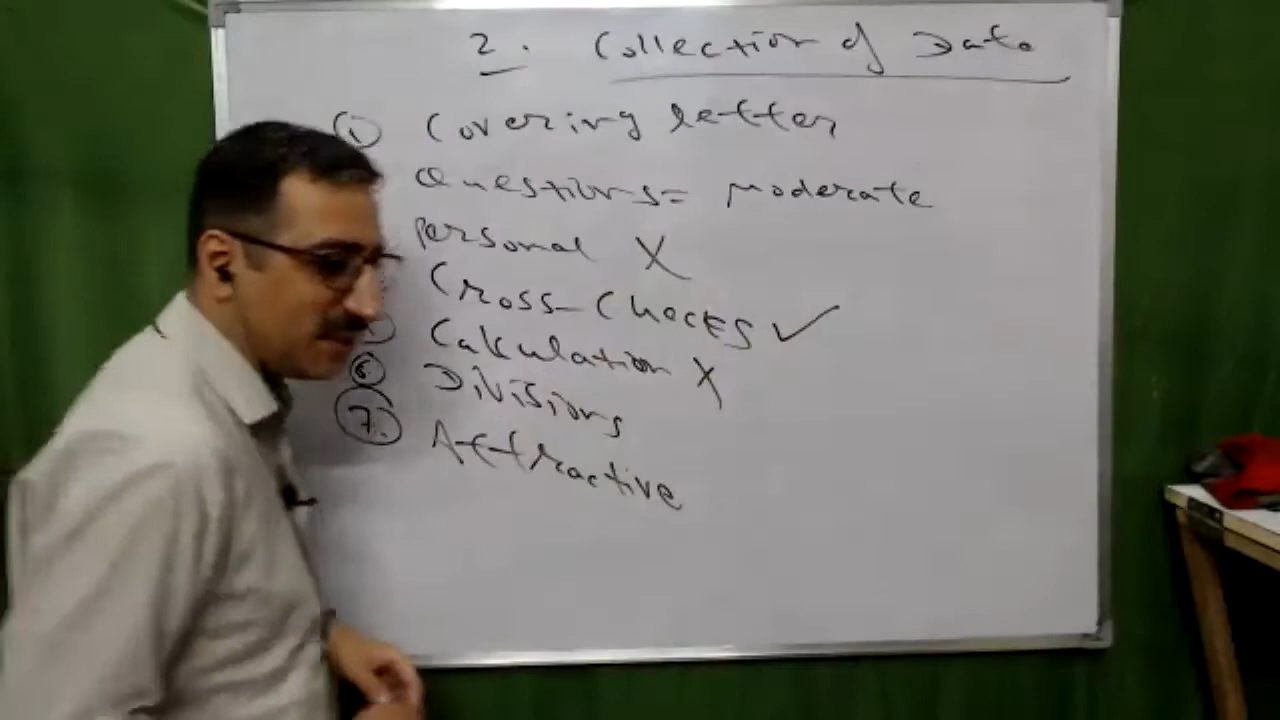 2. Collection of Data
1 Covering letter
Questions = moderate
Personal X
Cross-Checks ✓
Calculation X
6. Divisions
7. Attractive